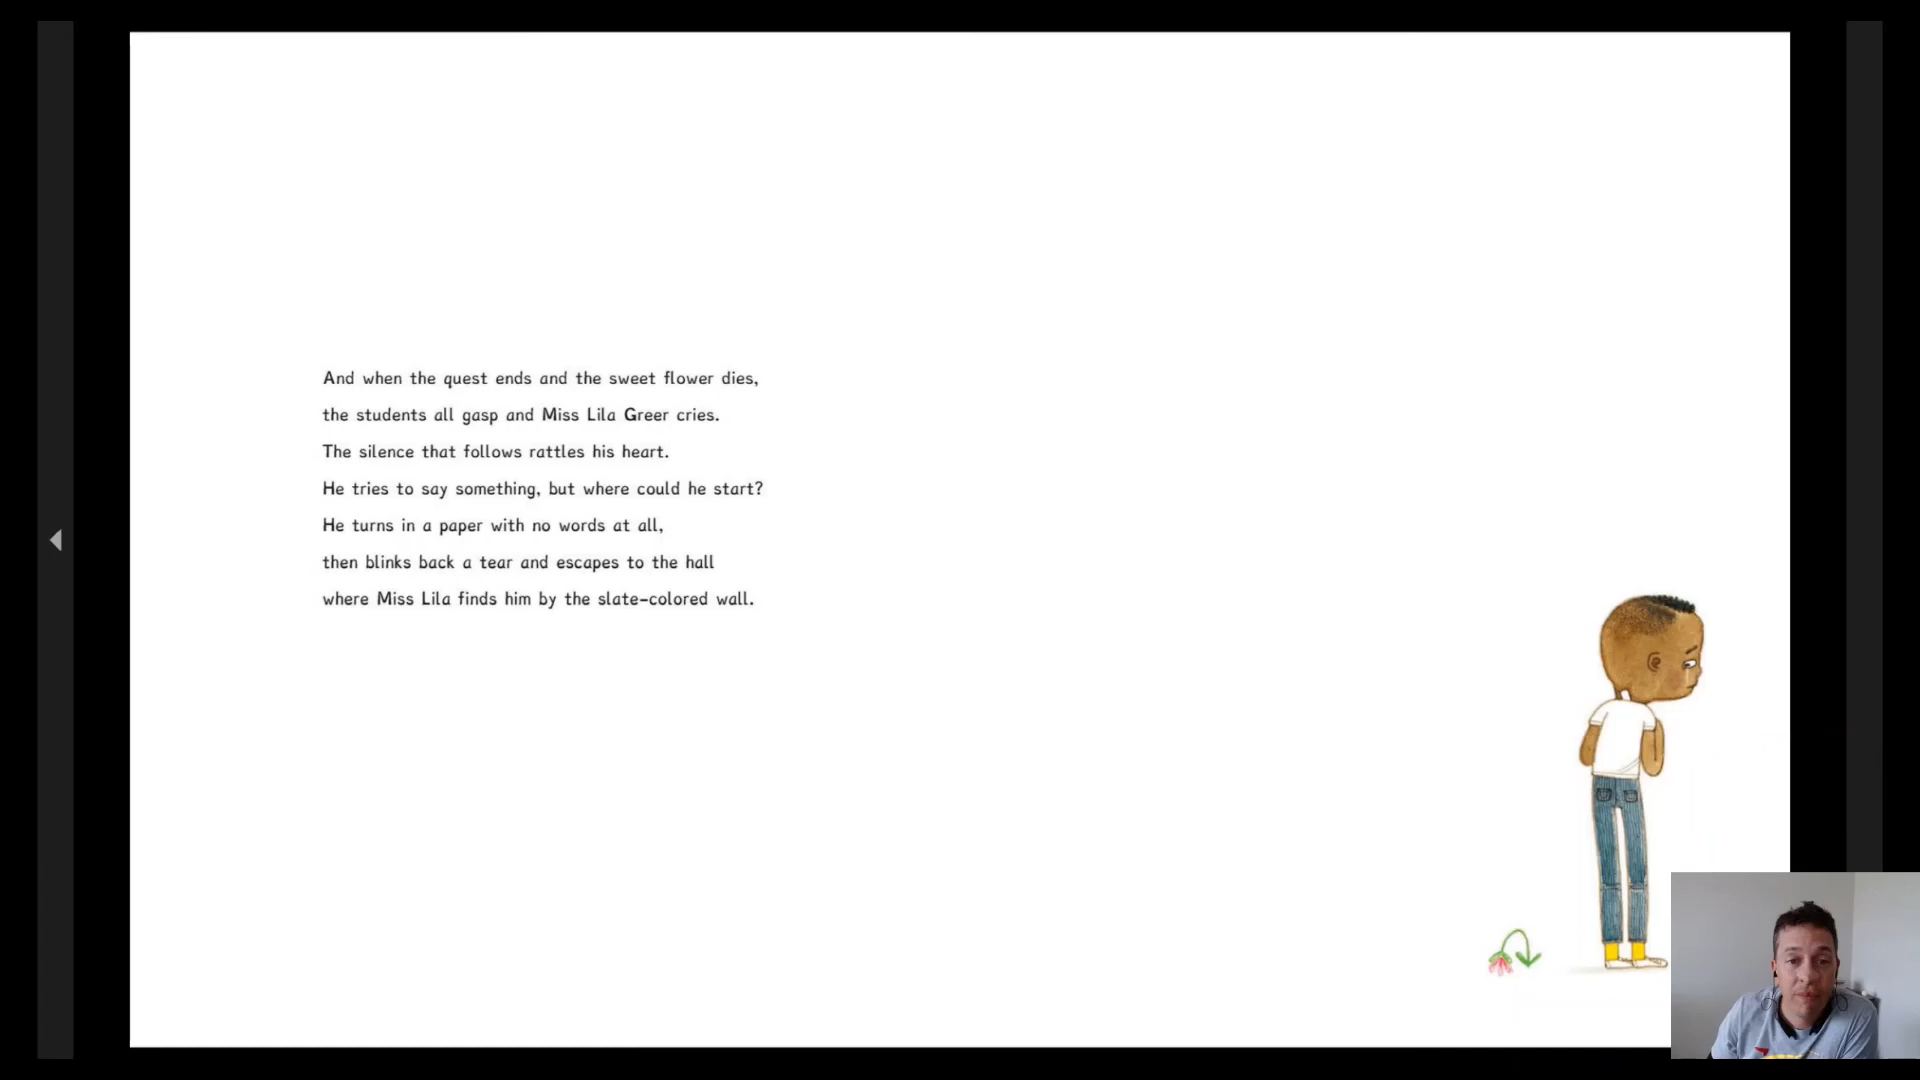 And when the quest ends and the sweet flower dies,
the students all gasp and Miss Lila Greer cries.
The silence that follows rattles his heart.
He tries to say something, but where could he start?
He turns in a paper with no words at all,
then blinks back a tear and escapes to the hall
where Miss Lila finds him by the slate-colored wall.